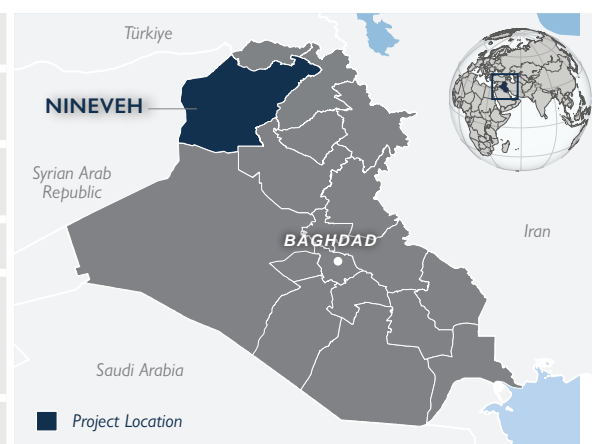 Türkiye
NINEVEH
Syrian Arab
Republic
Iran
BAGHDAD
Saudi Arabia
Project Location